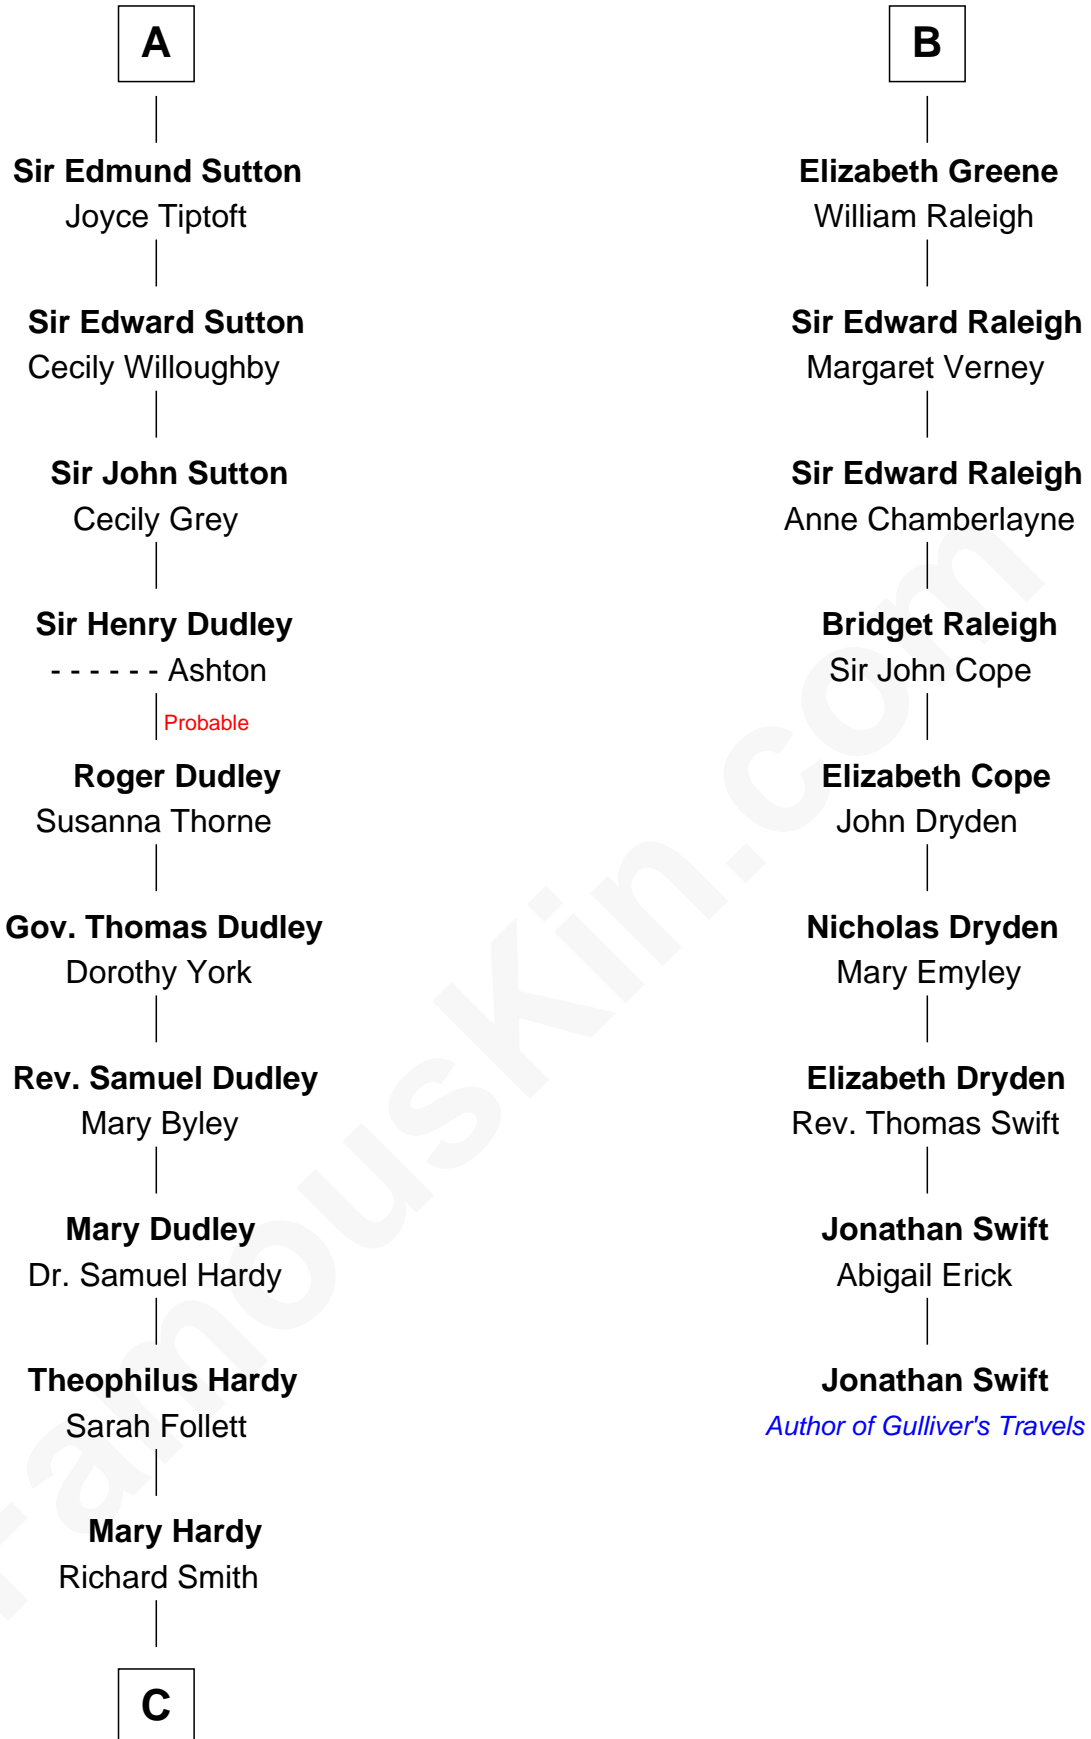 A
Sir Edmund Sutton
Joyce Tiptoft
Sir Edward Sutton
Cecily Willoughby
Sir John Sutton
Cecily Grey
Sir Henry Dudley
- - - - - - Ashton
Probable
Roger Dudley
Susanna Thorne
Gov. Thomas Dudley
Dorothy York
Rev. Samuel Dudley
Mary Byley
Mary Dudley
Dr. Samuel Hardy
Theophilus Hardy
Sarah Follett
Mary Hardy
Richard Smith
C
B
Elizabeth Greene
William Raleigh
Sir Edward Raleigh
Margaret Verney
Sir Edward Raleigh
Anne Chamberlayne
Bridget Raleigh
Sir John Cope
Elizabeth Cope
John Dryden
Nicholas Dryden
Mary Emyley
Elizabeth Dryden
Rev. Thomas Swift
Jonathan Swift
Abigail Erick
Jonathan Swift
Author of Gulliver's Travels
FamousKin.com